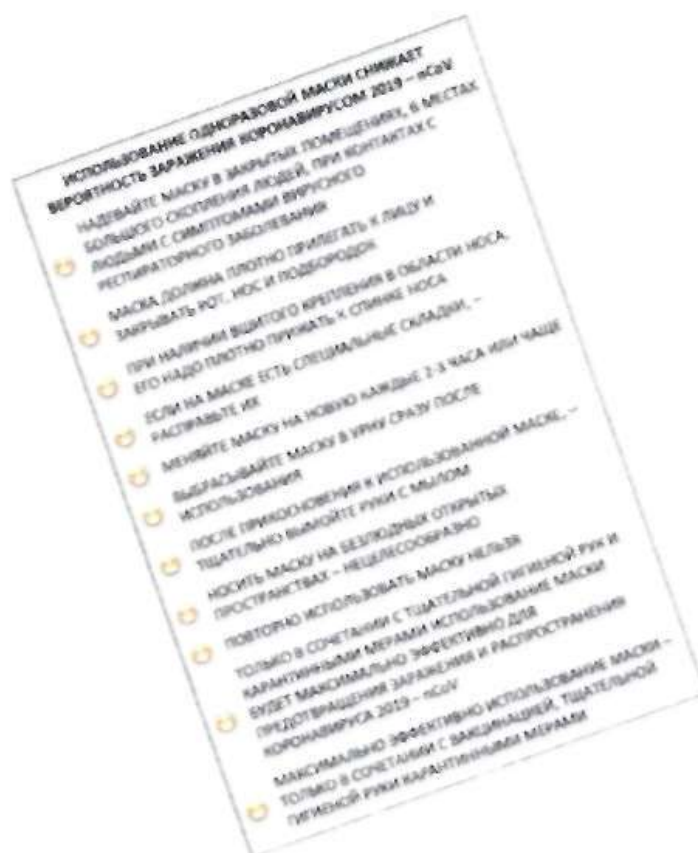 ИСПОЛЬЗОВАНИЕ ОДНОРАЗОВОЙ МАСКИ СНИЖАЕТ
ВЕРОЯТНОСТЬ ЗАРАЖЕНИЯ КОРОНАВИРУСОМ 2019 – nCoV
НАДЕВАЙТЕ МАСКУ В ЗАКРЫТЫХ ПОМЕЩЕНИЯХ, В МЕСТАХ
БОЛЬШОГО СКОПЛЕНИЯ ЛЮДЕЙ, ПРИ КОНТАКТАХ С
ЛЮДЬМИ С СИМПТОМАМИ ВИРУСНОГО
РЕСПИРАТОРНОГО ЗАБОЛЕВАНИЯ
МАСКА ДОЛЖНА ПЛОТНО ПРИЛЕГАТЬ К ЛИЦУ И
ЗАКРЫВАТЬ РОТ, НОС И ПОДБОРОДОК
ПРИ НАЛИЧИИ ВШИТОГО КРЕПЛЕНИЯ В ОБЛАСТИ НОСА,
ЕГО НАДО ПЛОТНО ПРИЖАТЬ К СПИНКЕ НОСА
ЕСЛИ НА МАСКЕ ЕСТЬ СПЕЦИАЛЬНЫЕ СКЛАДКИ, –
РАСПРАВЬТЕ ИХ
МЕНЯЙТЕ МАСКУ НА НОВУЮ КАЖДЫЕ 2-3 ЧАСА ИЛИ ЧАЩЕ
ВЫБРАСЫВАЙТЕ МАСКУ В УРНУ СРАЗУ ПОСЛЕ
ИСПОЛЬЗОВАНИЯ
ПОСЛЕ ПРИКОСНОВЕНИЯ К ИСПОЛЬЗОВАННОЙ МАСКЕ, –
ТЩАТЕЛЬНО ВЫМОЙТЕ РУКИ С МЫЛОМ
НОСИТЬ МАСКУ НА БЕЗЛЮДНЫХ ОТКРЫТЫХ
ПРОСТРАНСТВАХ – НЕЦЕЛЕСООБРАЗНО
ПОВТОРНО ИСПОЛЬЗОВАТЬ МАСКУ НЕЛЬЗЯ
ТОЛЬКО В СОЧЕТАНИИ С ТЩАТЕЛЬНОЙ ГИГИЕНОЙ РУК И
КАРАНТИННЫМИ МЕРАМИ ИСПОЛЬЗОВАНИЕ МАСКИ
БУДЕТ МАКСИМАЛЬНО ЭФФЕКТИВНО ДЛЯ
ПРЕДОТВРАЩЕНИЯ ЗАРАЖЕНИЯ И РАСПРОСТРАНЕНИЯ
КОРОНАВИРУСА 2019 – nCoV
МАКСИМАЛЬНО ЭФФЕКТИВНО ИСПОЛЬЗОВАНИЕ МАСКИ –
ТОЛЬКО В СОЧЕТАНИИ С ВАКЦИНАЦИЕЙ, ТЩАТЕЛЬНОЙ
ГИГИЕНОЙ РУКИ КАРАНТИННЫМИ МЕРАМИ